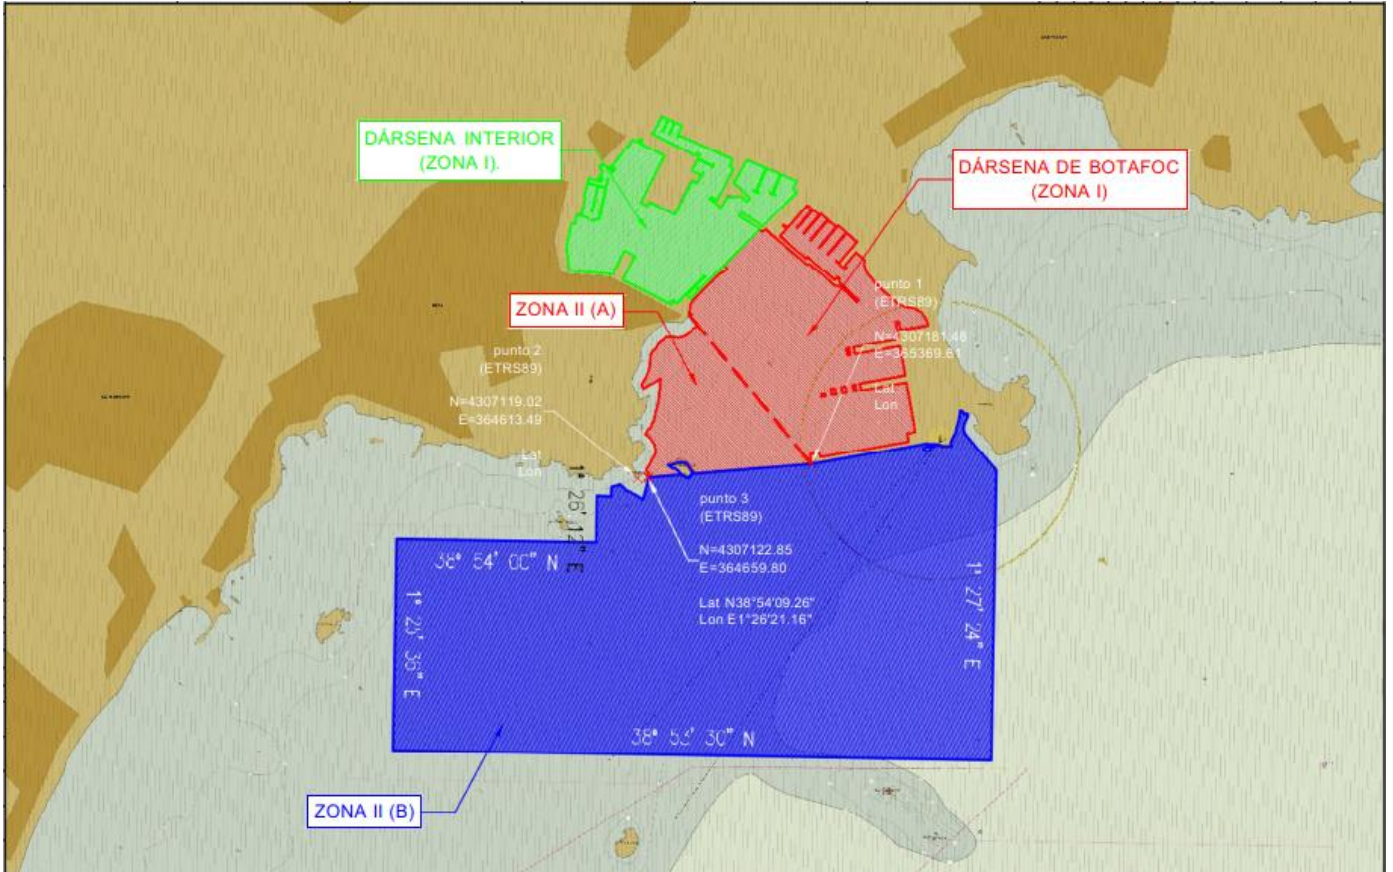 DÁRSENA INTERIOR
(ZONA I).
DÁRSENA DE BOTAFOC
(ZONA I)
ZONA II (A)
punto 1
(ETRS89)
N=4307181.48
E=365369.61
Lat
Lon
punto 2
(ETRS89)
N=4307119.02
E=364613.49
Lat
Lon
1° 26' 12" E
punto 3
(ETRS89)
N=4307122.85
E=364659.80
Lat N38°54'09.26"
Lon E1°26'21.16"
38° 54' 00" N
1° 25' 36" E
1° 27' 24" E
38° 53' 30" N
ZONA II (B)